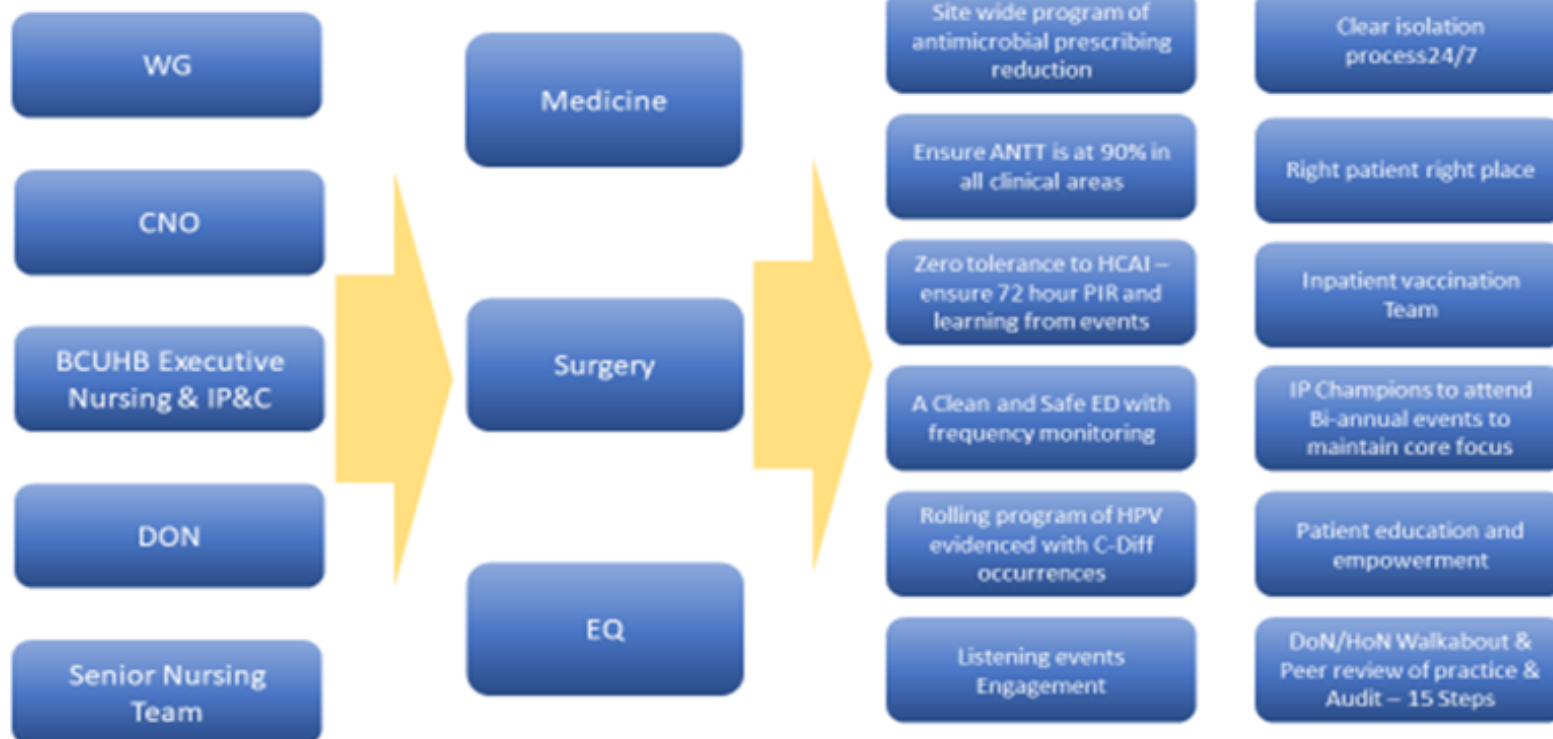 WG
CNO
BCUHB Executive
Nursing & IP&C
DON
Senior Nursing
Team
Medicine
Surgery
EQ
Site wide program of
antimicrobial prescribing
reduction
Ensure ANTT is at 90% in
all clinical areas
Zero tolerance to HCAI –
ensure 72 hour PIR and
learning from events
A Clean and Safe ED with
frequency monitoring
Rolling program of HPV
evidenced with C-Diff
occurrences
Listening events
Engagement
Clear isolation
process24/7
Right patient right place
Inpatient vaccination
Team
IP Champions to attend
Bi-annual events to
maintain core focus
Patient education and
empowerment
DoN/HoN Walkabout &
Peer review of practice &
Audit – 15 Steps